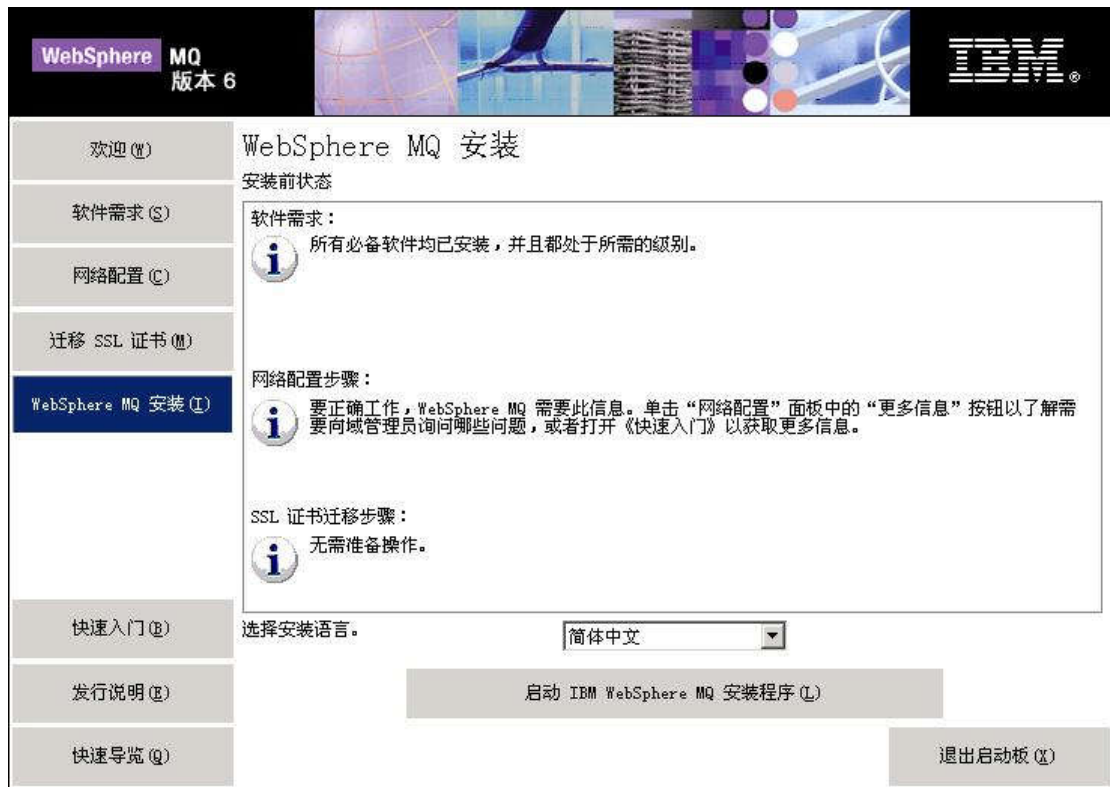 WebSphere MQ
版本 6
IBM®
欢迎(W)
软件需求(S)
网络配置(C)
迁移 SSL 证书(M)
WebSphere MQ 安装(I)
快速入门(B)
发行说明(E)
快速导览(Q)
WebSphere MQ 安装
安装前状态
软件需求：
所有必备软件均已安装，并且都处于所需的级别。
网络配置步骤：
要正确工作，WebSphere MQ 需要此信息。单击“网络配置”面板中的“更多信息”按钮以了解需
要向域管理员询问哪些问题，或者打开《快速入门》以获取更多信息。
SSL 证书迁移步骤：
无需准备操作。
选择安装语言。
简体中文
启动 IBM WebSphere MQ 安装程序(L)
退出启动板(X)